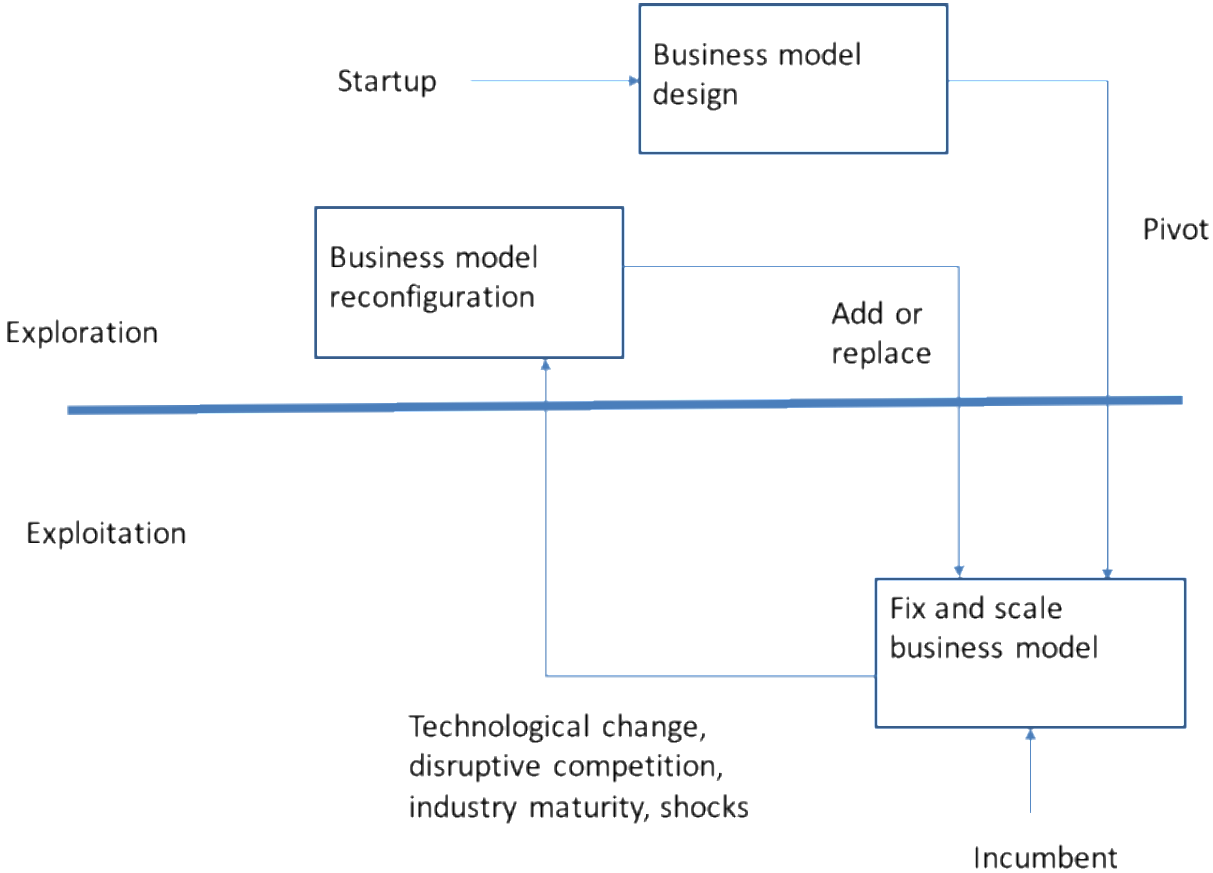 Startup
Business model
design
Pivot
Business model
reconfiguration
Add or
replace
Exploration
Exploitation
Fix and scale
business model
Technological change,
disruptive competition,
industry maturity, shocks
Incumbent